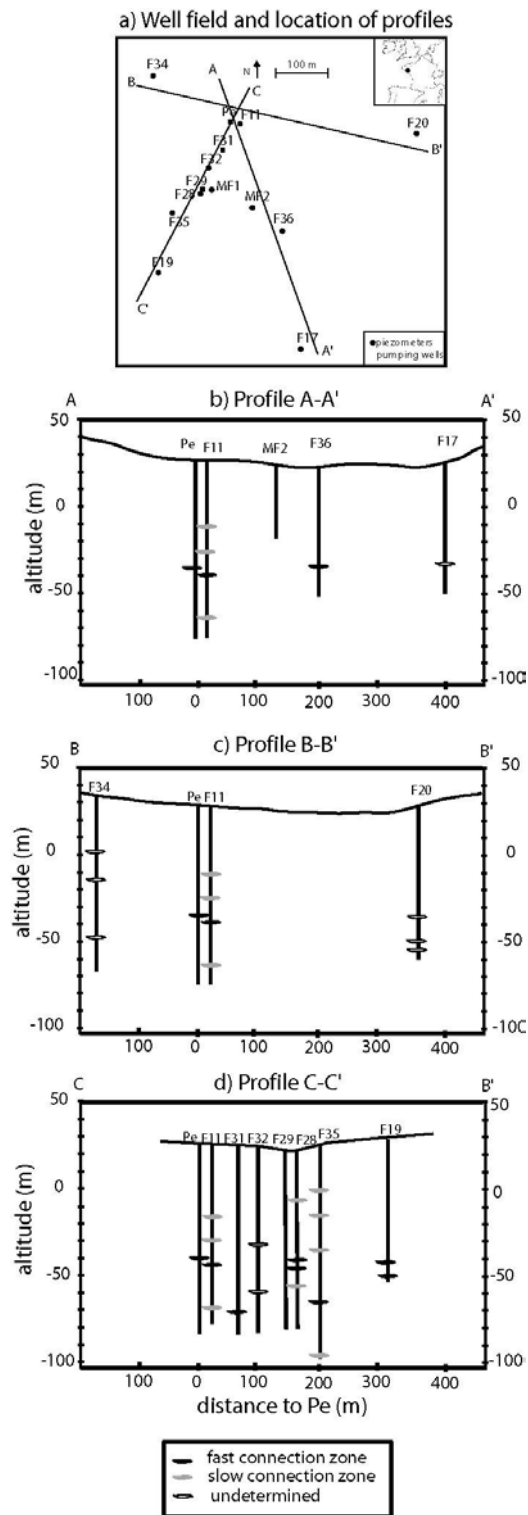 a) Well field and location of profiles
F34
A
N
100 m
B
C
Pe
F11
F20
F31
B'
F32
F29
MF1
F28
MF2
F35
F36
F19
C'
F17
A'
piezometers
pumping wells
A
b) Profile A-A'
A'
50
50
Pe
F11
MF2
F36
F17
0
0
-50
-50
-100
-100
altitude (m)
100
0
100
200
300
400
B
c) Profile B-B'
B'
50
50
F34
Pe
F11
F20
0
0
-50
-50
-100
-100
altitude (m)
100
0
100
200
300
400
C
d) Profile C-C'
B'
50
50
Pe
F11
F31
F32
F29
F28
F35
F19
0
0
-50
-50
-100
-100
altitude (m)
100
0
100
200
300
400
distance to Pe (m)
fast connection zone
slow connection zone
undetermined